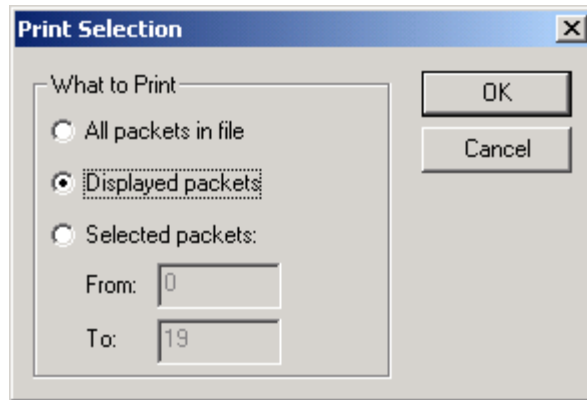 Print Selection
What to Print
OK
All packets in file
Cancel
Displayed packets
Selected packets:
From: 0
To: 19